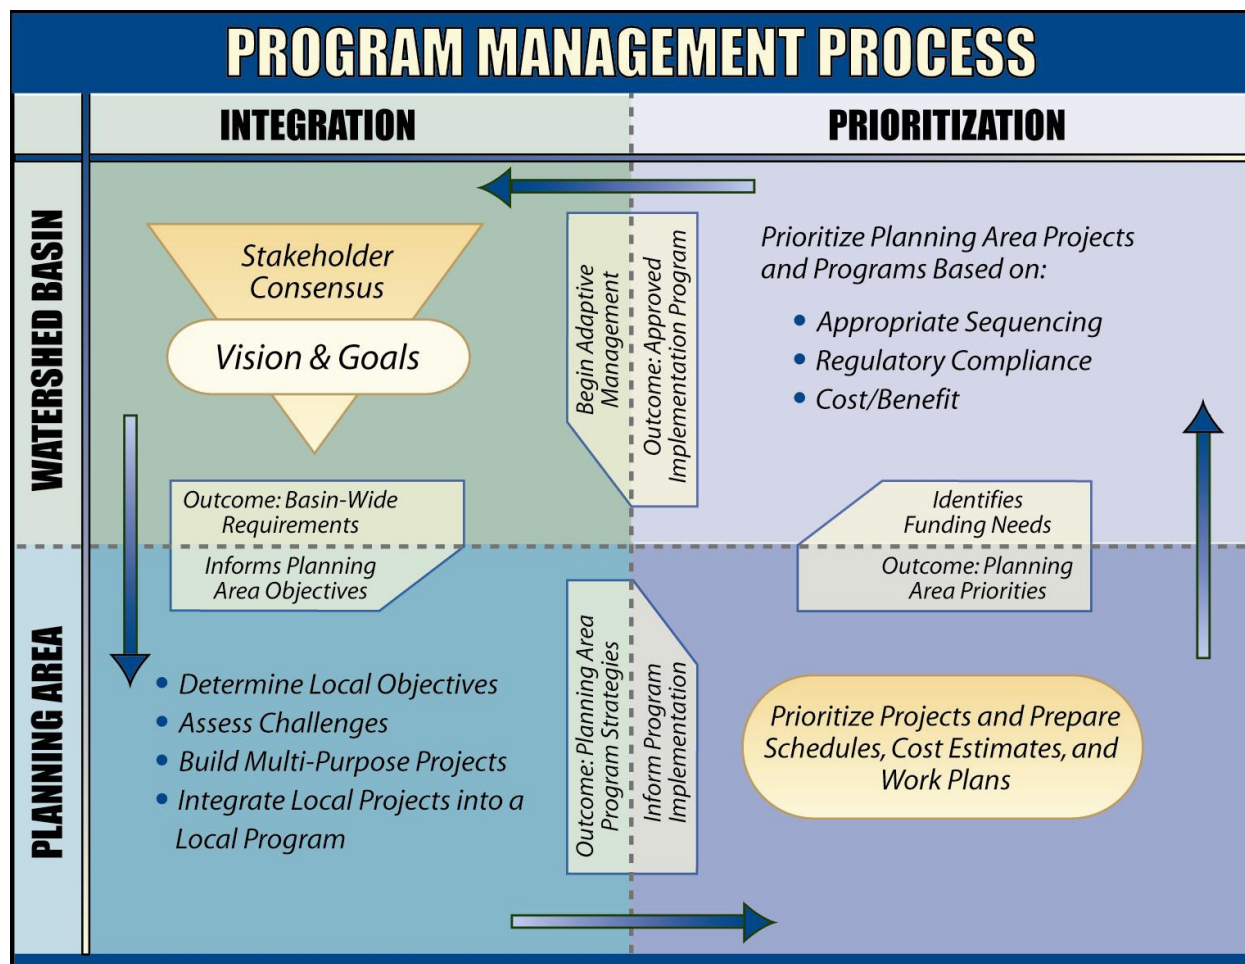 PROGRAM MANAGEMENT PROCESS
INTEGRATION
PRIORITIZATION
WATERSHED BASIN
Stakeholder
Consensus
Vision & Goals
Outcome: Basin-Wide
Requirements
Informs Planning
Area Objectives
Begin Adaptive
Management
Outcome: Approved
Implementation Program
Prioritize Planning Area Projects
and Programs Based on:
• Appropriate Sequencing
• Regulatory Compliance
• Cost/Benefit
Identifies
Funding Needs
Outcome: Planning
Area Priorities
PLANNING AREA
• Determine Local Objectives
• Assess Challenges
• Build Multi-Purpose Projects
• Integrate Local Projects into a
Local Program
Outcome: Planning Area
Program Strategies
Inform Program
Implementation
Prioritize Projects and Prepare
Schedules, Cost Estimates, and
Work Plans